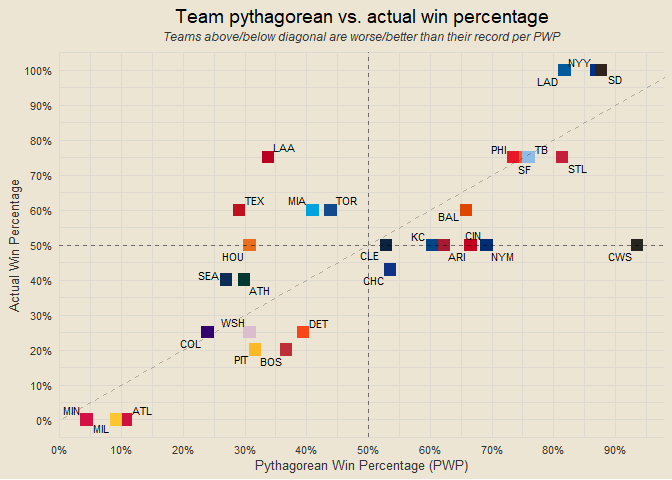 Team pythagorean vs. actual win percentage
Teams above/below diagonal are worse/better than their record per PWP
Actual Win Percentage
100%
90%
80%
70%
60%
50%
40%
30%
20%
10%
0%
NYY
LAD
SD
LAA
PHI
TB
SF
STL
TEX
MIA
TOR
BAL
HOU
CLE
KC
ARI
CIN
NYM
CWS
CHC
SEA
ATH
COL
WSH
DET
PIT
BOS
MIN
MIL
ATL
0%
10%
20%
30%
40%
50%
60%
70%
80%
90%
Pythagorean Win Percentage (PWP)